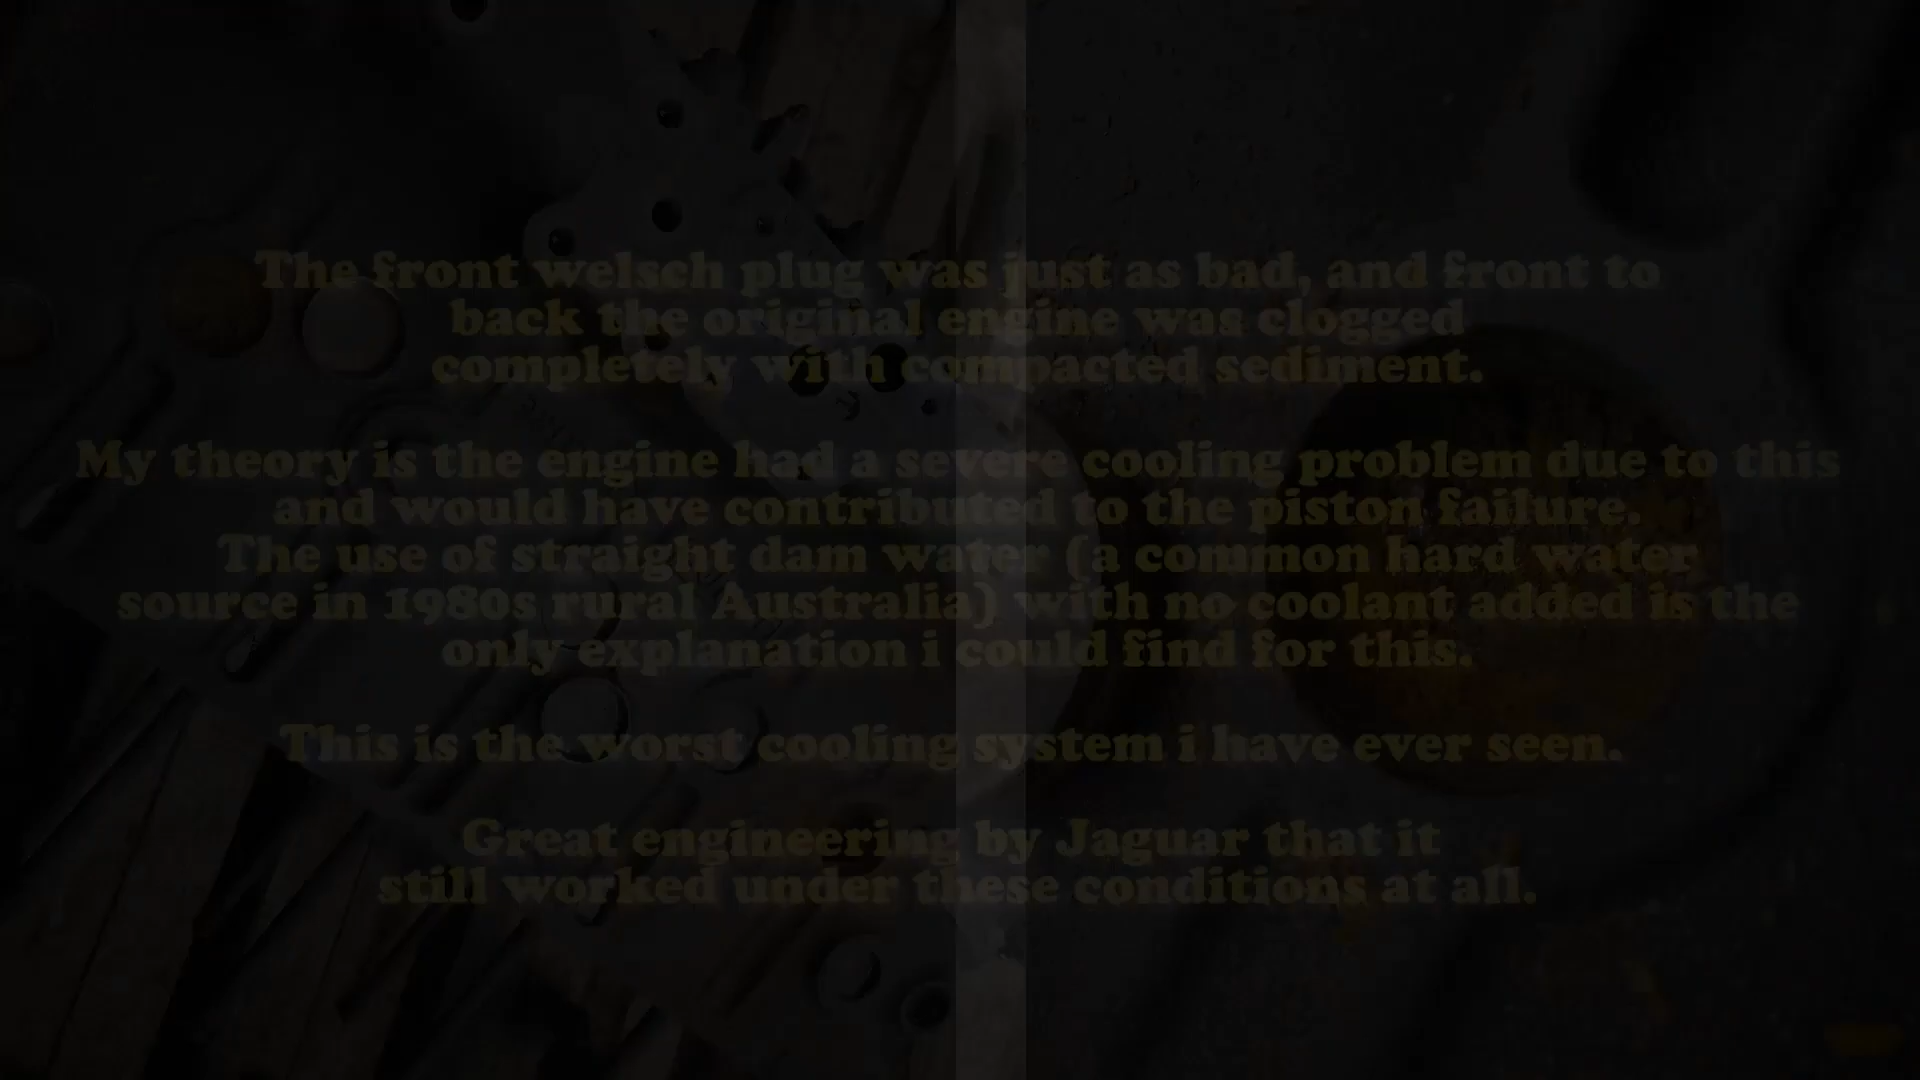 The front welsch plug was just as bad, and front to
back the original engine was clogged
completely with compacted sediment.
My theory is the engine had a severe cooling problem due to this
and would have contributed to the piston failure.
The use of straight dam water (a common hard water
source in 1980s rural Australia) with no coolant added is the
only explanation i could find for this.
This is the worst cooling system i have ever seen.
Great engineering by Jaguar that it
still worked under these conditions at all.